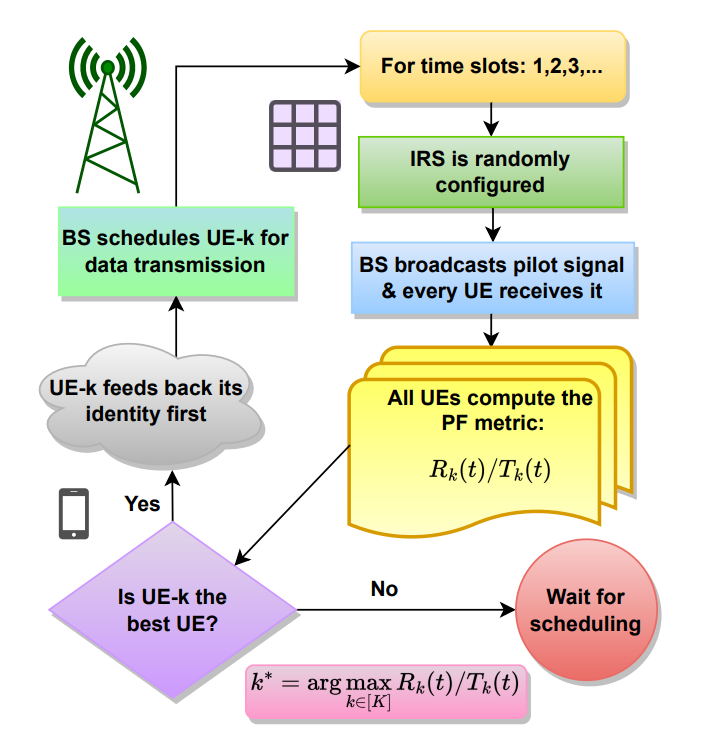 For time slots: 1,2,3,...
IRS is randomly
configured
BS schedules UE-k for
data transmission
BS broadcasts pilot signal
& every UE receives it
UE-k feeds back its
identity first
All UEs compute the
PF metric:
R_k(t)/T_k(t)
Yes
Is UE-k the
best UE?
No
Wait for
scheduling
k* = arg max R_k(t)/T_k(t)
k∈[K]